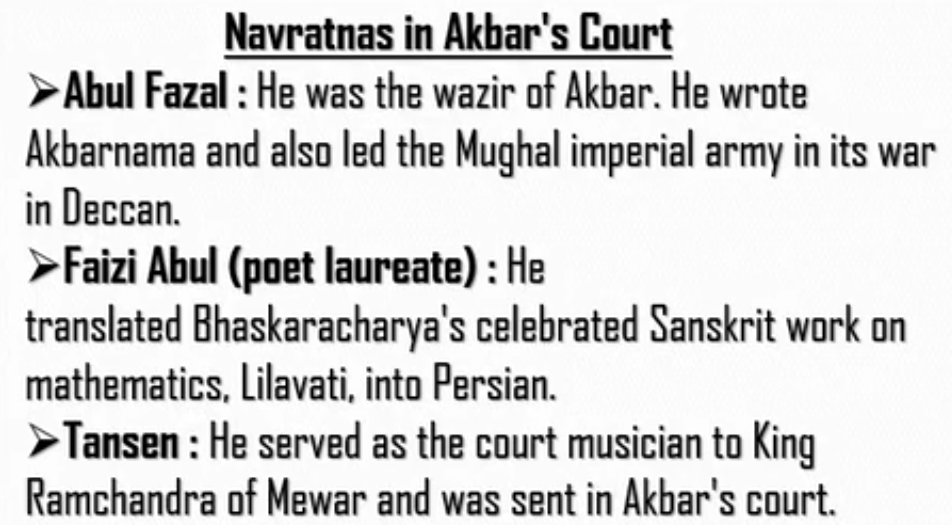 Navratnas in Akbar's Court
➢Abul Fazal : He was the wazir of Akbar. He wrote
Akbarnama and also led the Mughal imperial army in its war
in Deccan.
➢Faizi Abul (poet laureate) : He
translated Bhaskaracharya's celebrated Sanskrit work on
mathematics, Lilavati, into Persian.
➢Tansen : He served as the court musician to King
Ramchandra of Mewar and was sent in Akbar's court.